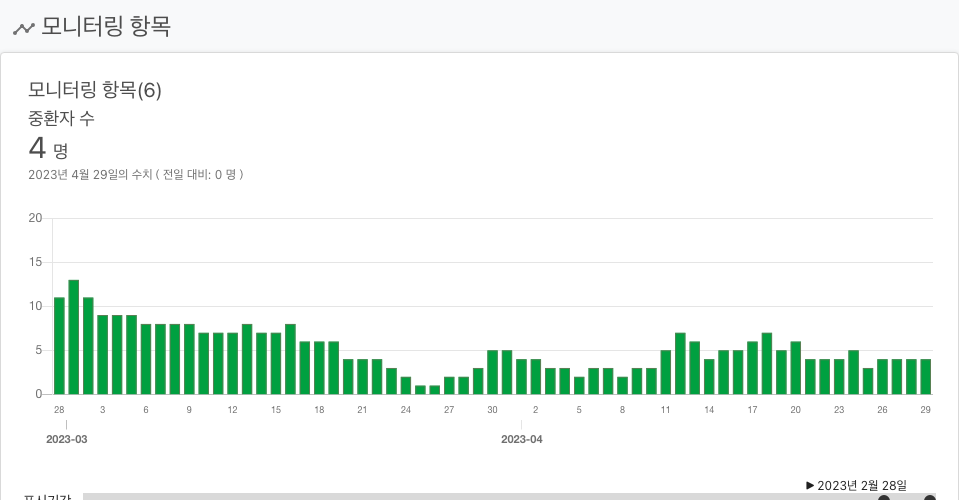 모니터링 항목
모니터링 항목(6)
중환자 수
4 명
2023년 4월 29일의 수치 ( 전일 대비: 0 명 )
20
15
10
5
0
28 3 6 9 12 15 18 21 24 27 30 2 5 8 11 14 17 20 23 26 29
2023-03 2023-04
▶ 2023년 2월 28일
표시기간